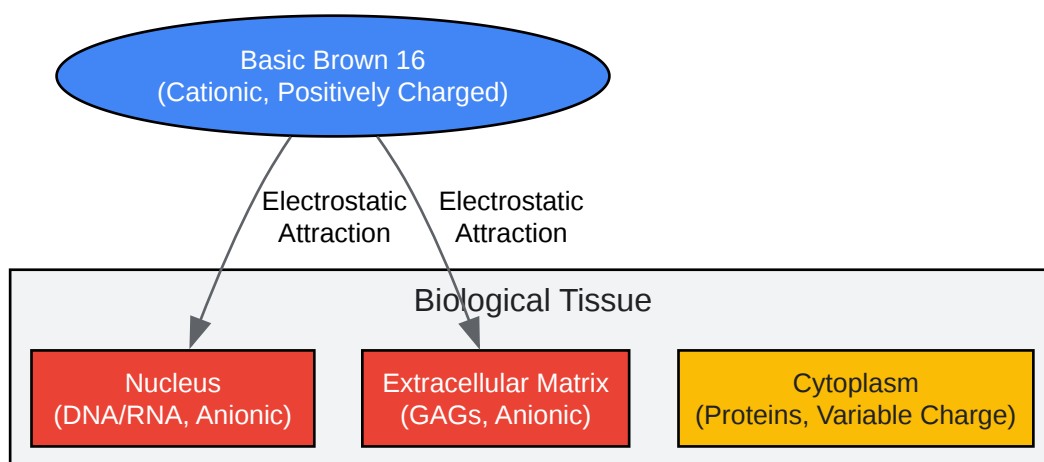 Basic Brown 16
(Cationic, Positively Charged)
Electrostatic
Attraction
Electrostatic
Attraction
Biological Tissue
Nucleus
(DNA/RNA, Anionic)
Extracellular Matrix
(GAGs, Anionic)
Cytoplasm
(Proteins, Variable Charge)